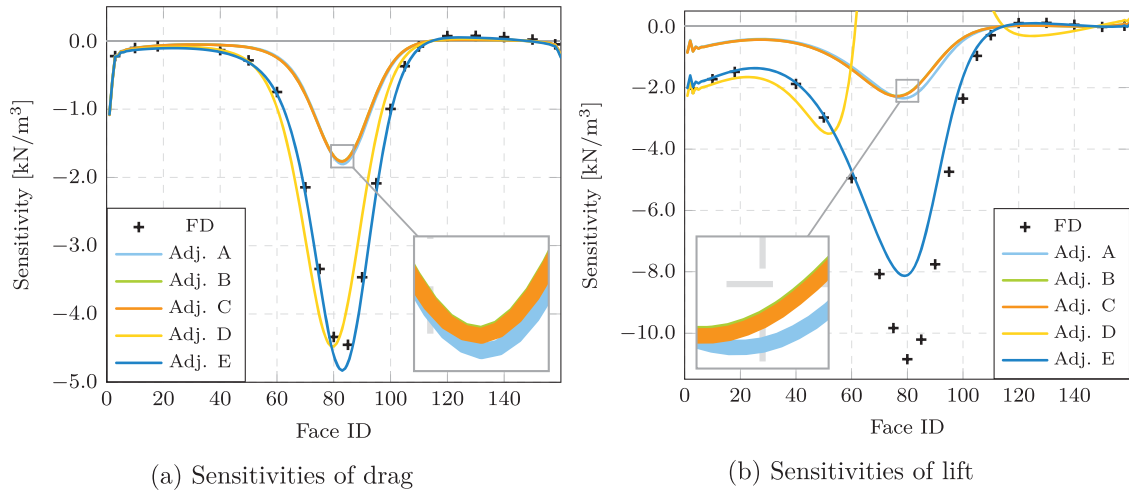 0.0
−1.0
−2.0
−3.0
−4.0
−5.0
Sensitivity [kN/m³]
FD
Adj. A
Adj. B
Adj. C
Adj. D
Adj. E
0 20 40 60 80 100 120 140
Face ID
(a) Sensitivities of drag
0.0
−2.0
−4.0
−6.0
−8.0
−10.0
Sensitivity [kN/m³]
FD
Adj. A
Adj. B
Adj. C
Adj. D
Adj. E
0 20 40 60 80 100 120 140
Face ID
(b) Sensitivities of lift